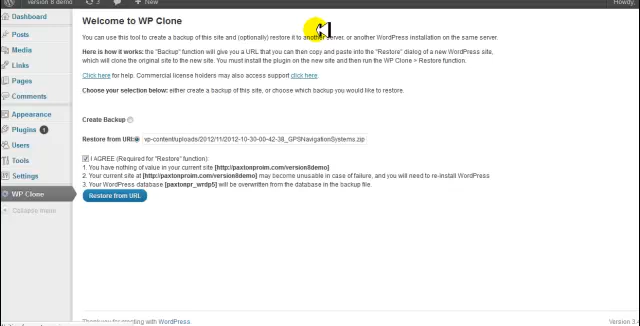 version 8 demo 3 + New Howdy,
Dashboard
Posts
Media
Links
Pages
Comments
Appearance
Plugins 1
Users
Tools
Settings
WP Clone
Collapse menu
Welcome to WP Clone
You can use this tool to create a backup of this site and (optionally) restore it to another server, or another WordPress installation on the same server.
Here is how it works: the "Backup" function will give you a URL that you can then copy and paste into the "Restore" dialog of a new WordPress site,
which will clone the original site to the new site. You must install the plugin on the new site and then run the WP Clone > Restore function.
Click here for help. Commercial license holders may also access support click here.
Choose your selection below: either create a backup of this site, or choose which backup you would like to restore.
Create Backup
Restore from URL vp-content/uploads/2012/11/2012-10-30-00-42-38_GPSNavigationSystems.zip
I AGREE (Required for "Restore" function):
1. You have nothing of value in your current site [http://paxtonproim.com/version8demo]
2. Your current site at [http://paxtonproim.com/version8demo] may become unusable in case of failure, and you will need to re-install WordPress
3. Your WordPress database [paxtonpr_wrdp5] will be overwritten from the database in the backup file.
Restore from URL
Thank you for creating with WordPress. Version 3.4